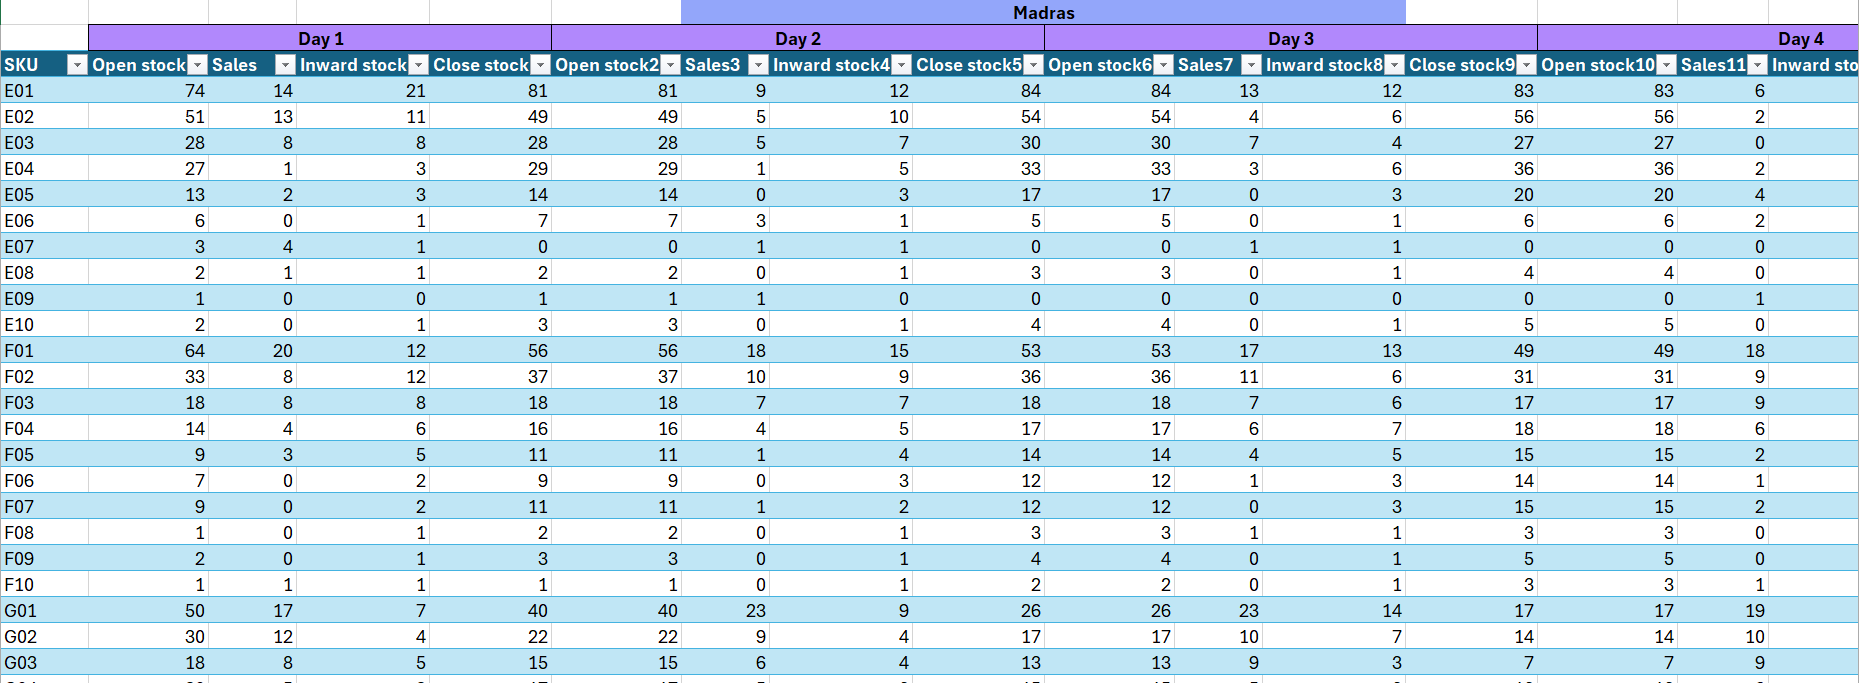 Madras
Day 1 Day 2 Day 3 Day 4
SKU Open stock Sales Inward stock Close stock Open stock2 Sales3 Inward stock4 Close stock5 Open stock6 Sales7 Inward stock8 Close stock9 Open stock10 Sales11 Inward sto
E01 74 14 21 81 81 9 12 84 84 13 12 83 83 6
E02 51 13 11 49 49 5 10 54 54 4 6 56 56 2
E03 28 8 8 28 28 5 7 30 30 7 4 27 27 0
E04 27 1 3 29 29 1 5 33 33 3 6 36 36 2
E05 13 2 3 14 14 0 3 17 17 0 3 20 20 4
E06 6 0 1 7 7 3 1 5 5 0 1 6 6 2
E07 3 4 1 0 0 1 1 0 0 1 1 0 0 0
E08 2 1 1 2 2 0 1 3 3 0 1 4 4 0
E09 1 0 0 1 1 1 0 0 0 0 0 0 0 1
E10 2 0 1 3 3 0 1 4 4 0 1 5 5 0
F01 64 20 12 56 56 18 15 53 53 17 13 49 49 18
F02 33 8 12 37 37 10 9 36 36 11 6 31 31 9
F03 18 8 8 18 18 7 7 18 18 7 6 17 17 9
F04 14 4 6 16 16 4 5 17 17 6 7 18 18 6
F05 9 3 5 11 11 1 4 14 14 4 5 15 15 2
F06 7 0 2 9 9 0 3 12 12 1 3 14 14 1
F07 9 0 2 11 11 1 2 12 12 0 3 15 15 2
F08 1 0 1 2 2 0 1 3 3 1 1 3 3 0
F09 2 0 1 3 3 0 1 4 4 0 1 5 5 0
F10 1 1 1 1 1 0 1 2 2 0 1 3 3 1
G01 50 17 7 40 40 23 9 26 26 23 14 17 17 19
G02 30 12 4 22 22 9 4 17 17 10 7 14 14 10
G03 18 8 5 15 15 6 4 13 13 9 3 7 7 9